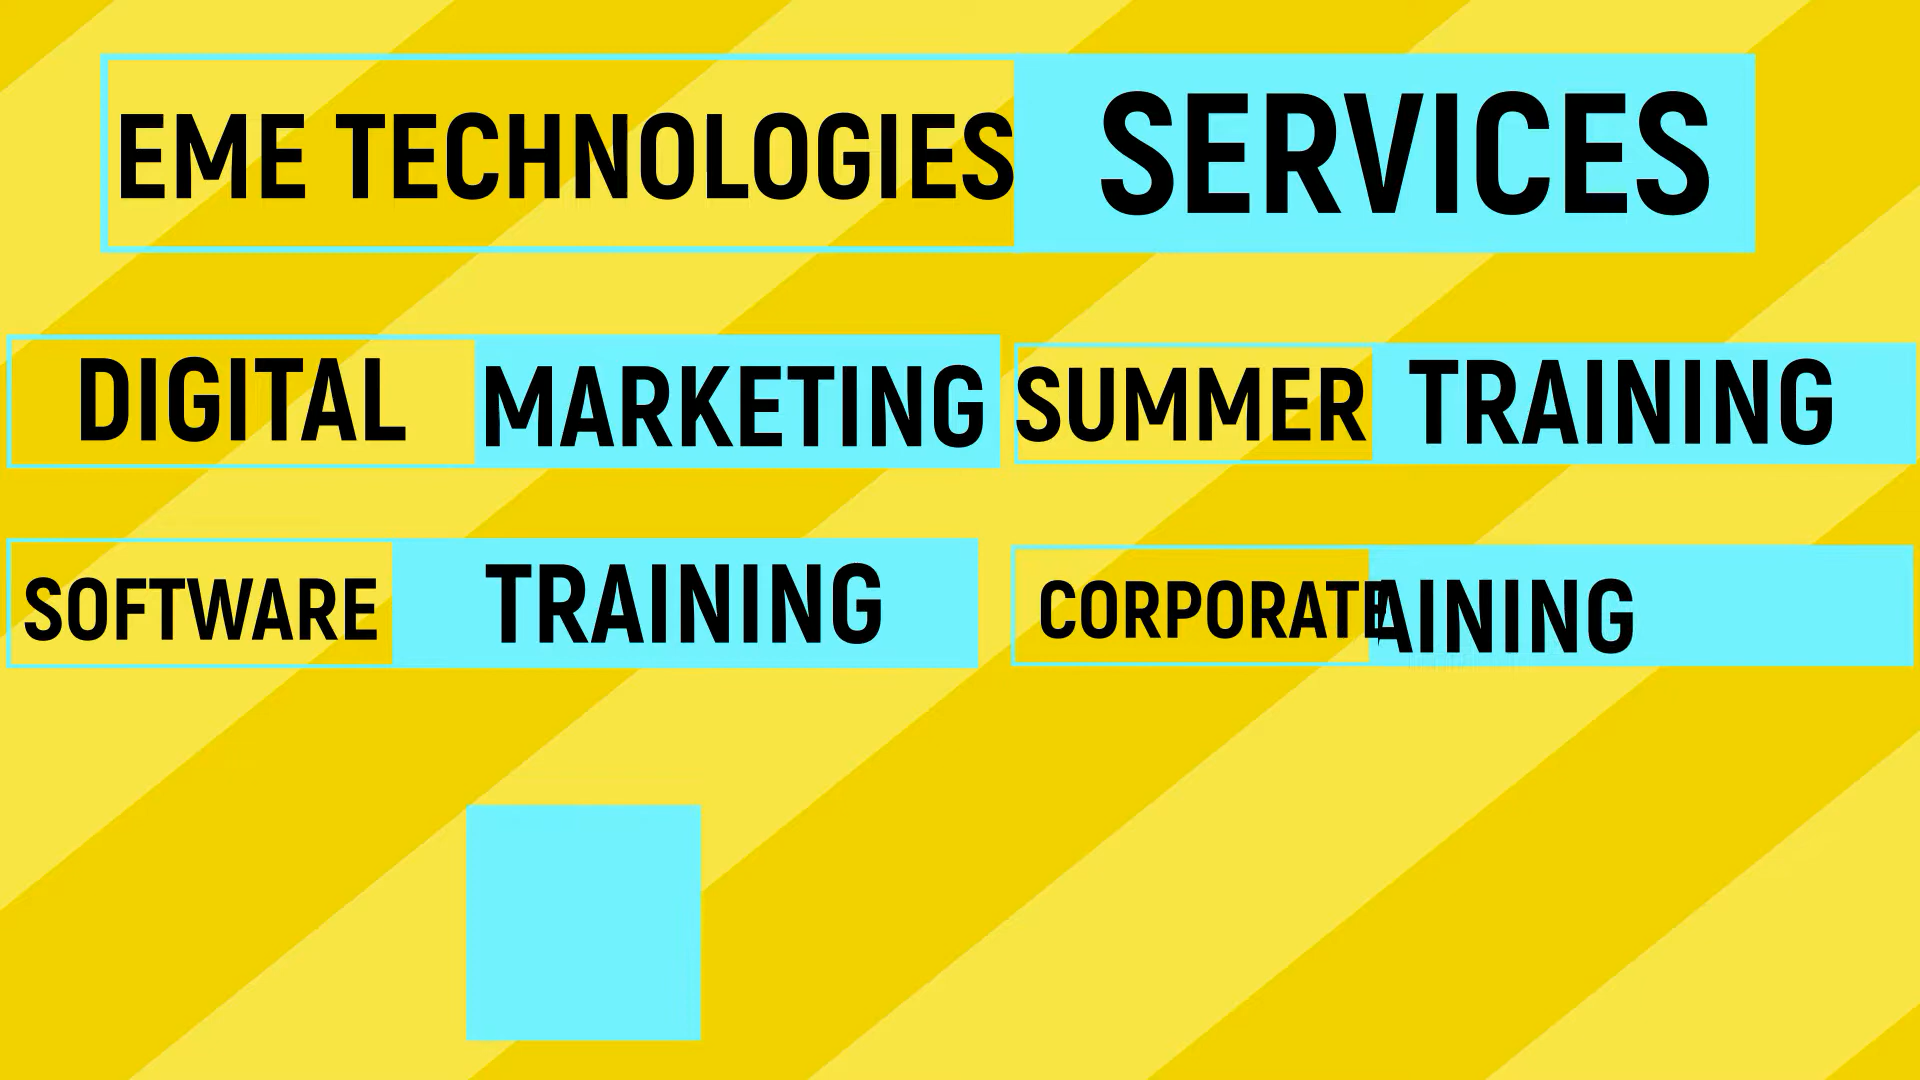 EME TECHNOLOGIES SERVICES
DIGITAL MARKETING
SUMMER TRAINING
SOFTWARE TRAINING
CORPORATE AINING